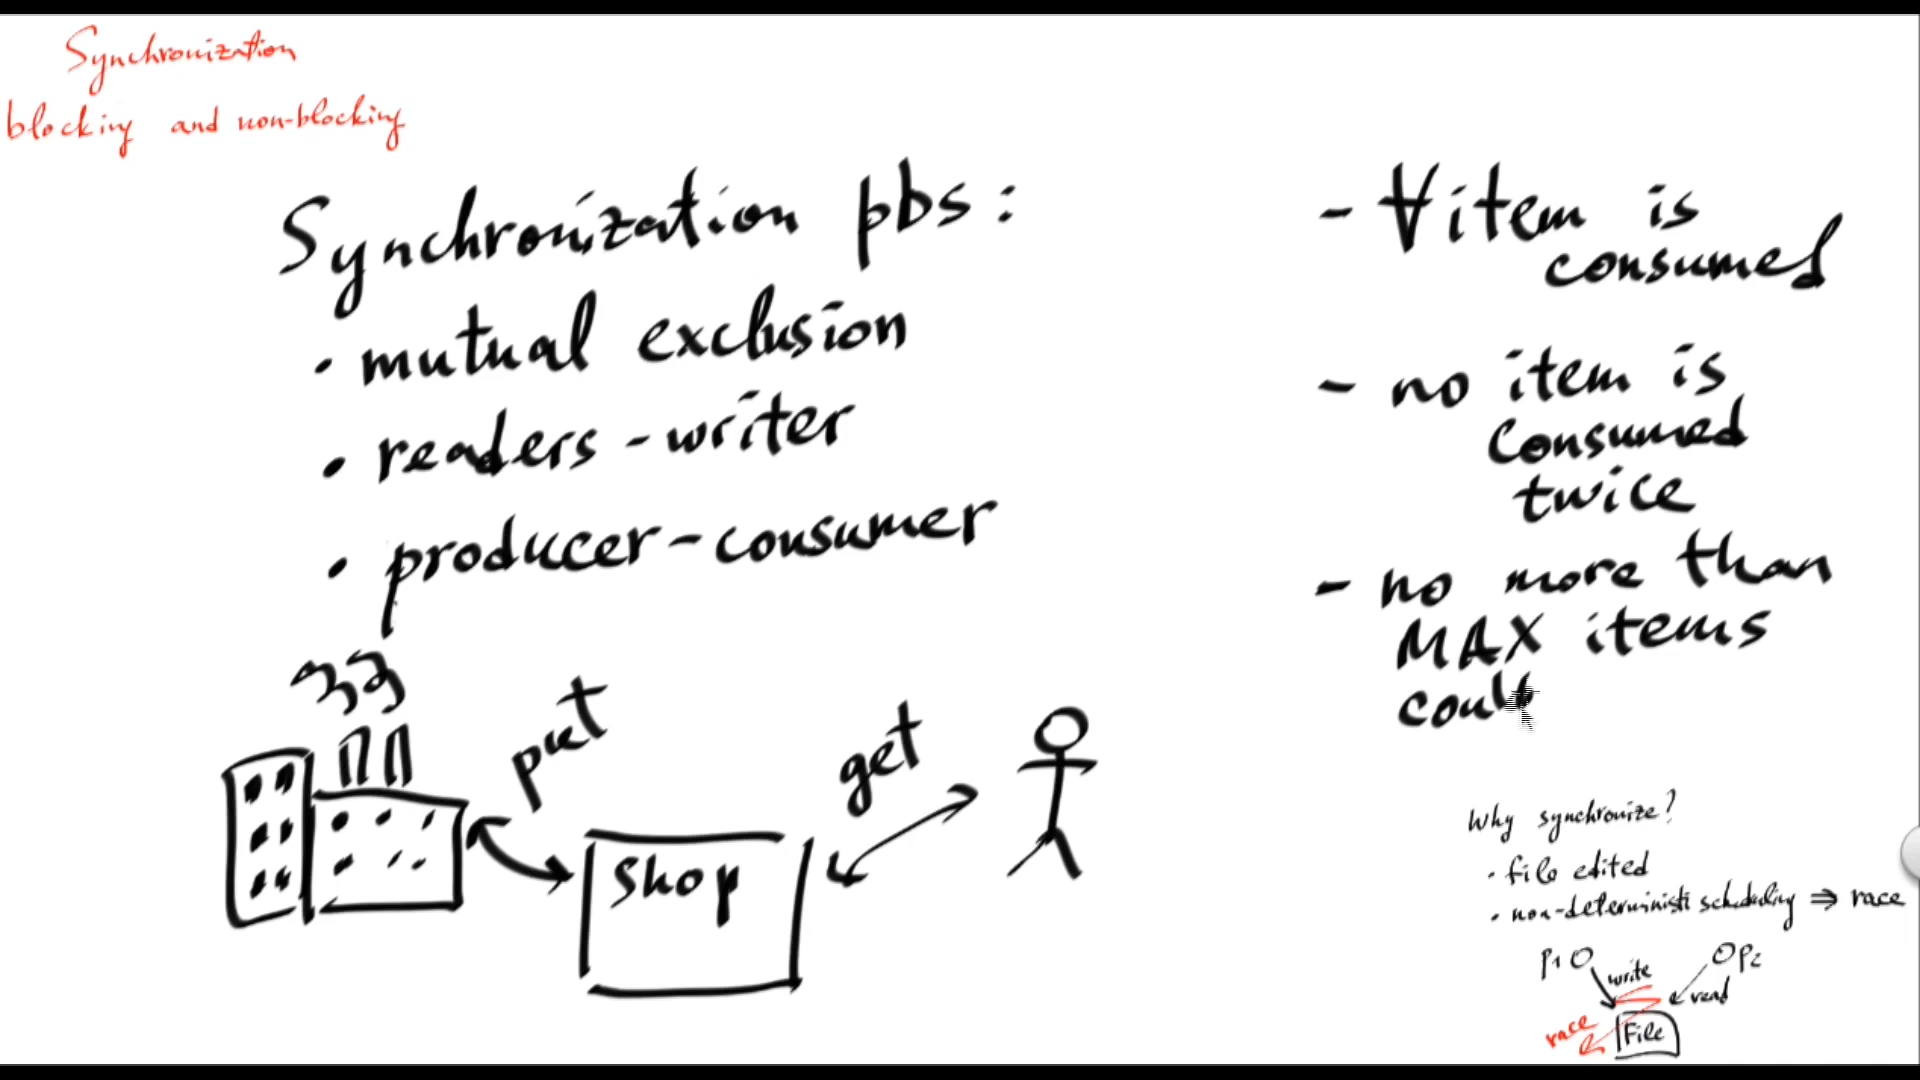 Synchronization
blocking and non-blocking
Synchronization pbs:
• mutual exclusion
• readers-writer
• producer-consumer
put
get
Shop
- ∀item is
consumed
- no item is
consumed
twice
- no more than
MAX items
Why synchronize?
• file edited
• non-deterministi scheduling ⇒ race
P1
P2
write
read
race
File